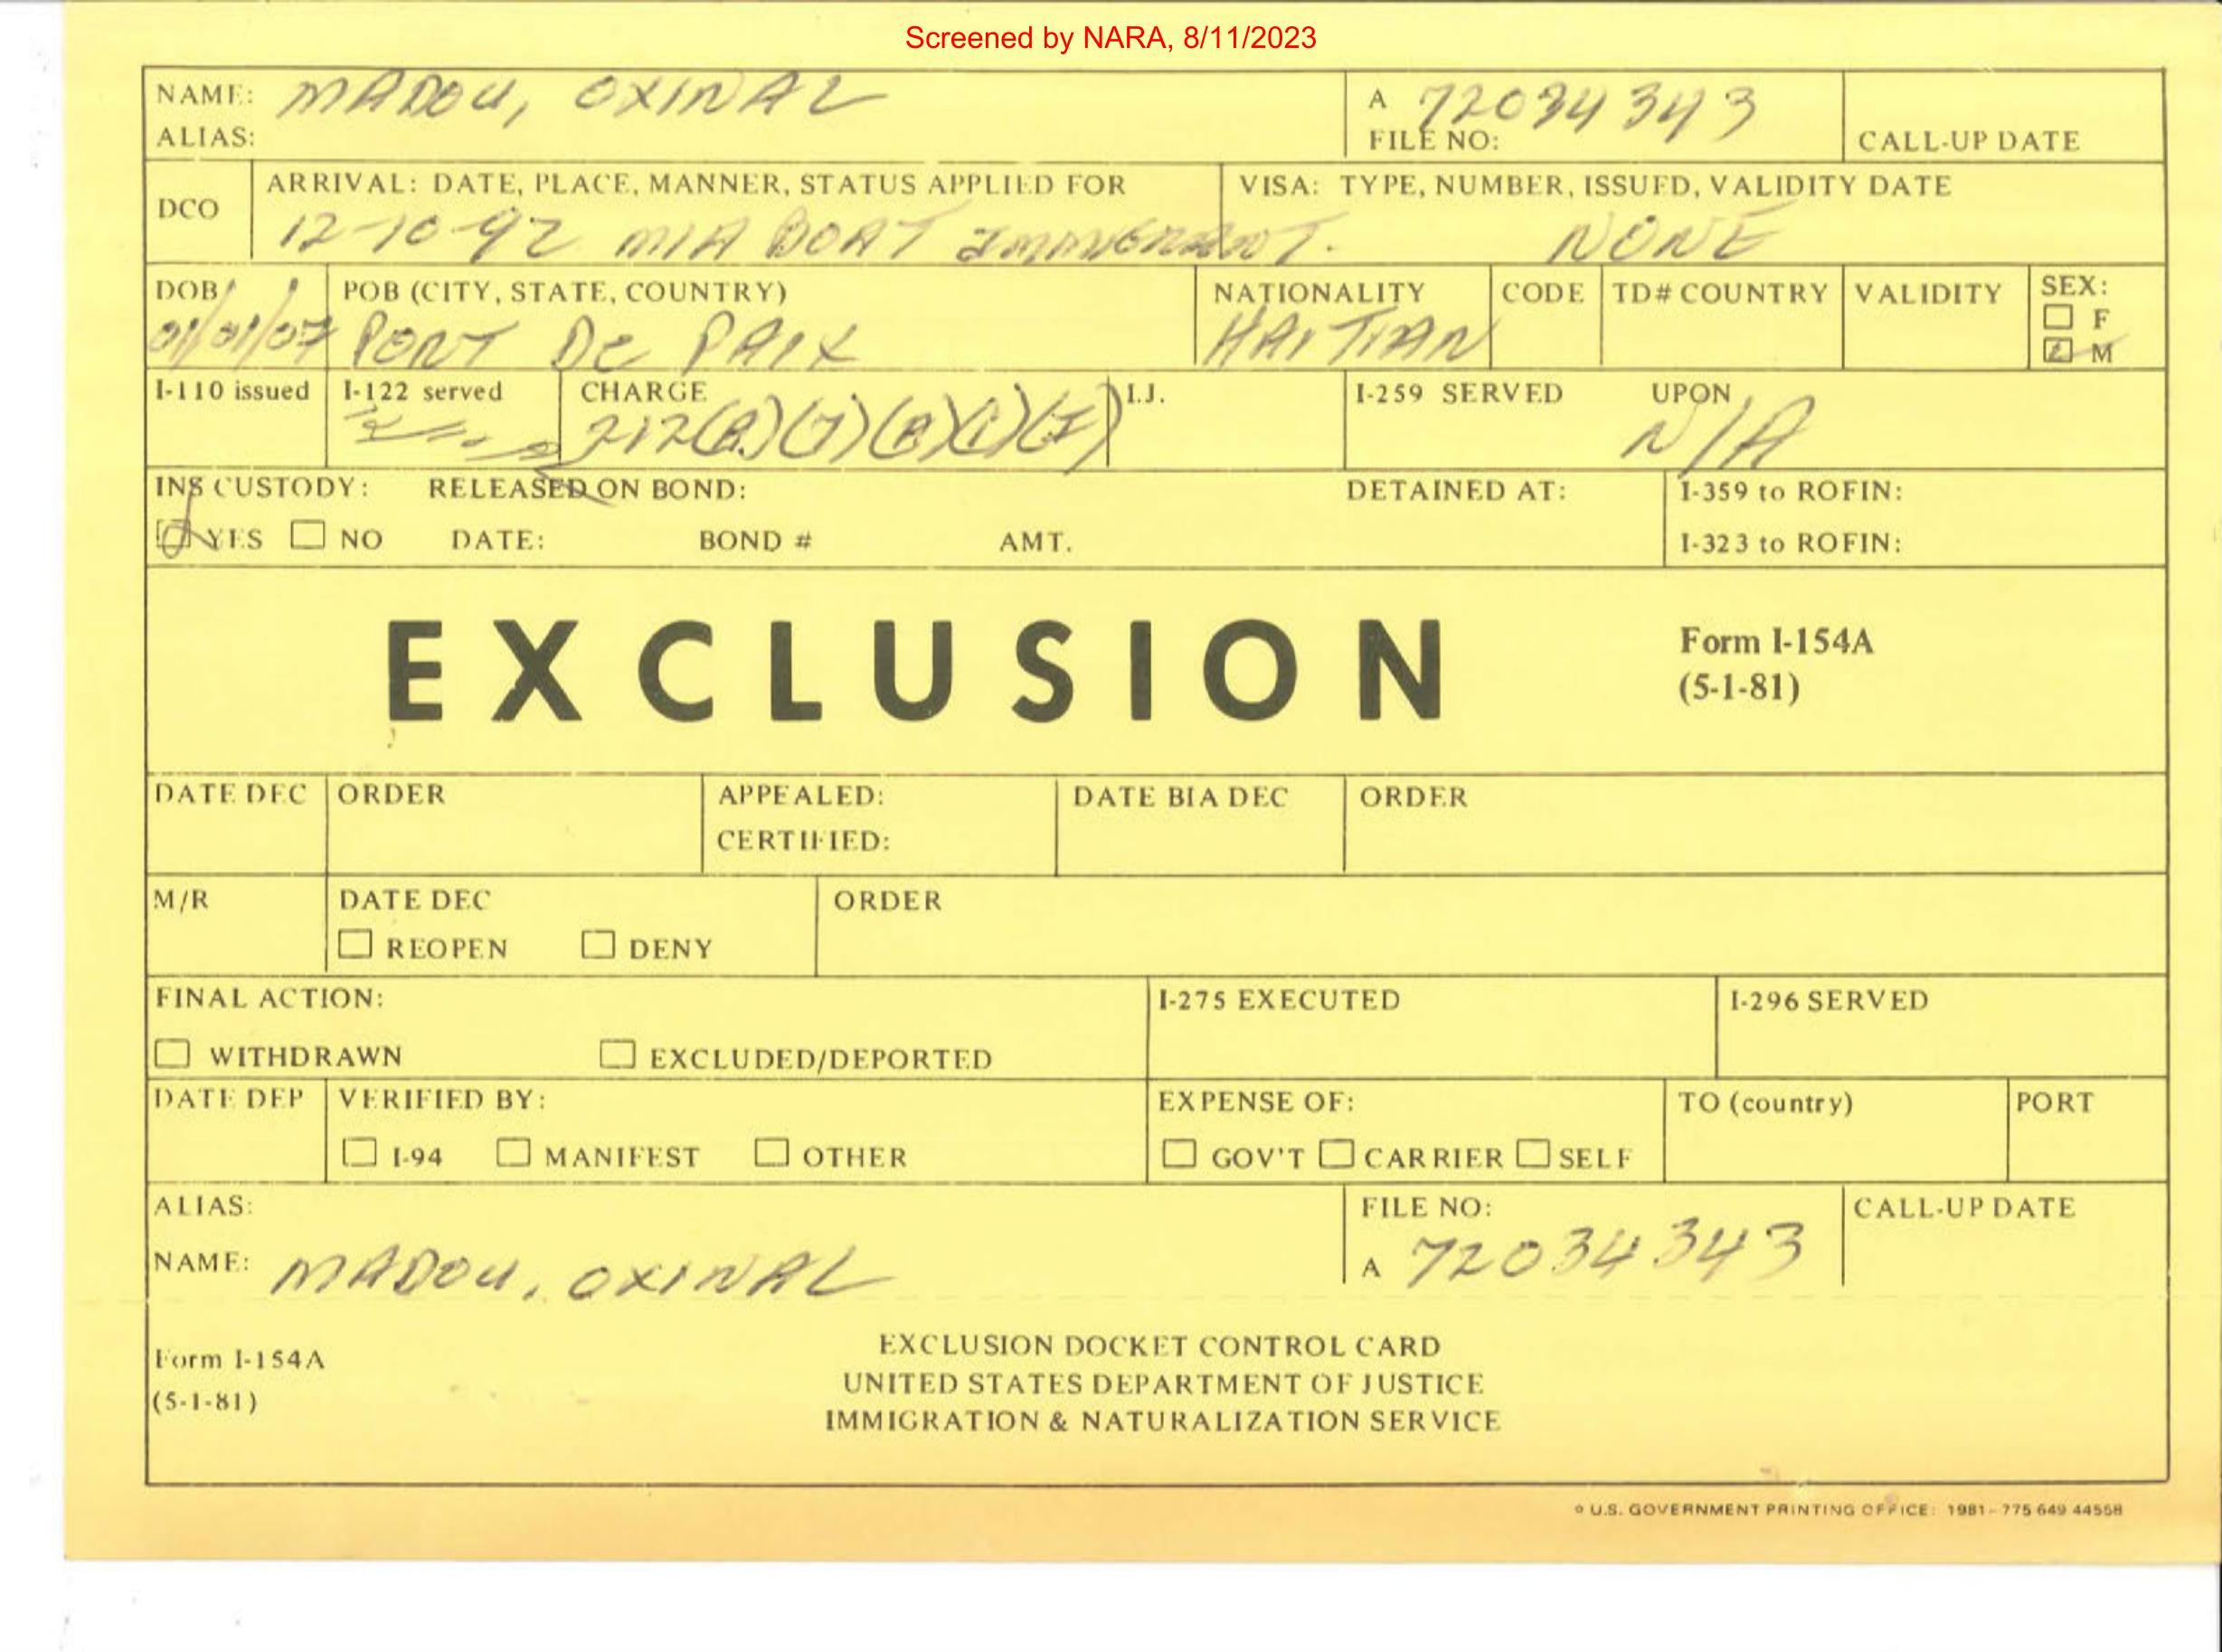 Screened by NARA, 8/11/2023
NAME: MADOU, OXINAL
ALIAS:
A 72034343
FILE NO:
CALL-UP DATE
DCO
ARRIVAL: DATE, PLACE, MANNER, STATUS APPLIED FOR
12-10-92 MIA BOAT IMMIGRANT.
VISA: TYPE, NUMBER, ISSUED, VALIDITY DATE
NONE
DOB
01/01/07
POB (CITY, STATE, COUNTRY)
PORT DE PAIX
NATIONALITY
HAITIAN
CODE
TD# COUNTRY
VALIDITY
SEX:
F
M
I-110 issued
I-122 served
CHARGE
212(A)(7)(A)(i)(I)
I.J.
I-259 SERVED UPON
N/A
INS CUSTODY: RELEASED ON BOND:
YES NO DATE: BOND # AMT.
DETAINED AT:
I-359 to ROFIN:
I-323 to ROFIN:
EXCLUSION
Form I-154A
(5-1-81)
DATE DEC
ORDER
APPEALED:
CERTIFIED:
DATE BIA DEC
ORDER
M/R
DATE DEC
REOPEN DENY
ORDER
FINAL ACTION:
WITHDRAWN EXCLUDED/DEPORTED
I-275 EXECUTED
I-296 SERVED
DATE DEP
VERIFIED BY:
I-94 MANIFEST OTHER
EXPENSE OF:
GOV'T CARRIER SELF
TO (country)
PORT
ALIAS:
NAME: MADOU, OXINAL
FILE NO:
A 72034343
CALL-UP DATE
Form I-154A
(5-1-81)
EXCLUSION DOCKET CONTROL CARD
UNITED STATES DEPARTMENT OF JUSTICE
IMMIGRATION & NATURALIZATION SERVICE
U.S. GOVERNMENT PRINTING OFFICE: 1981-775 649 44558